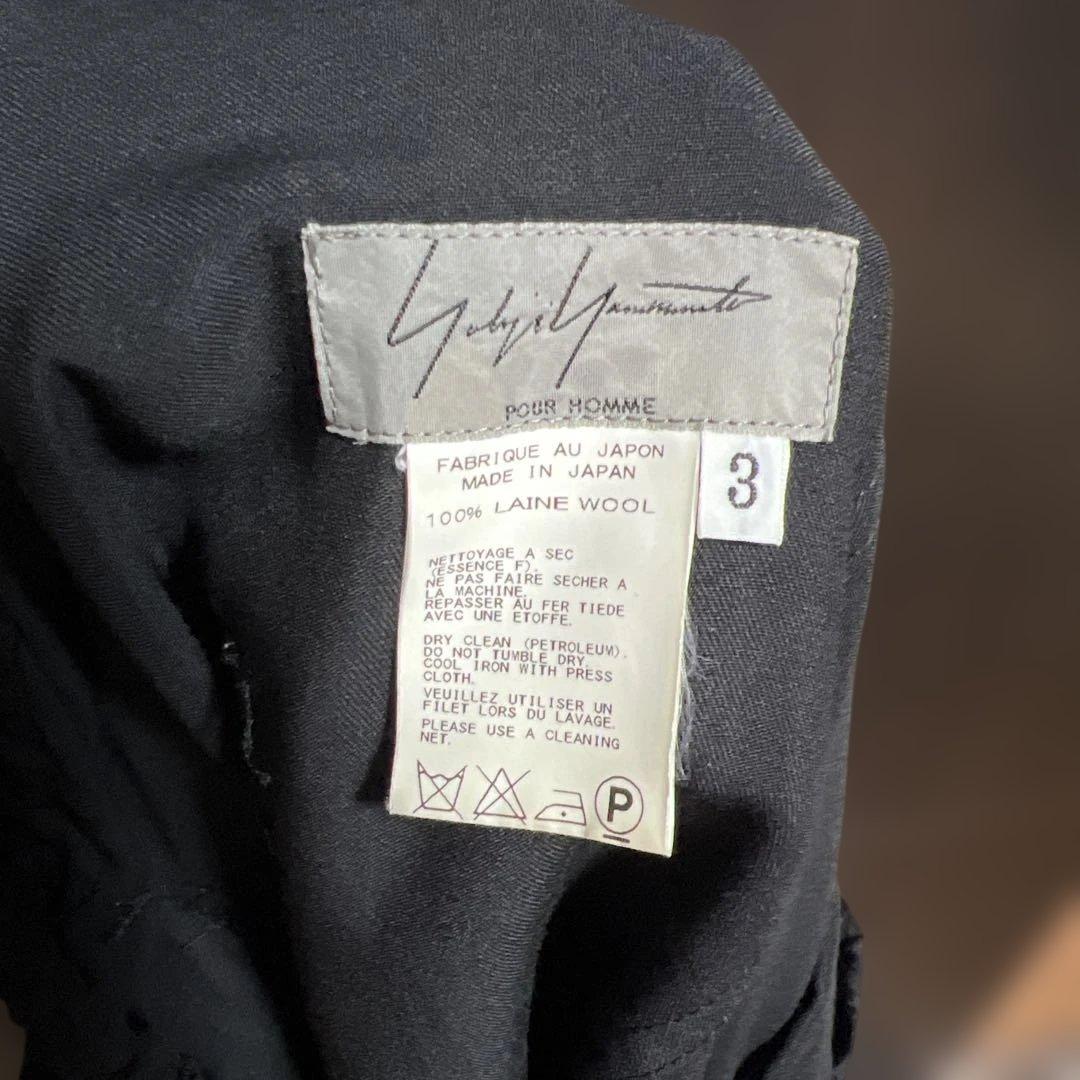 Yohji Yamamoto
POUR HOMME
FABRIQUE AU JAPON
MADE IN JAPAN
3
100% LAINE WOOL
NETTOYAGE A SEC
(ESSENCE F).
NE PAS FAIRE SECHER A
LA MACHINE.
REPASSER AU FER TIEDE
AVEC UNE ETOFFE.
DRY CLEAN (PETROLEUM).
DO NOT TUMBLE DRY.
COOL IRON WITH PRESS
CLOTH.
VEUILLEZ UTILISER UN
FILET LORS DU LAVAGE.
PLEASE USE A CLEANING
NET.
P